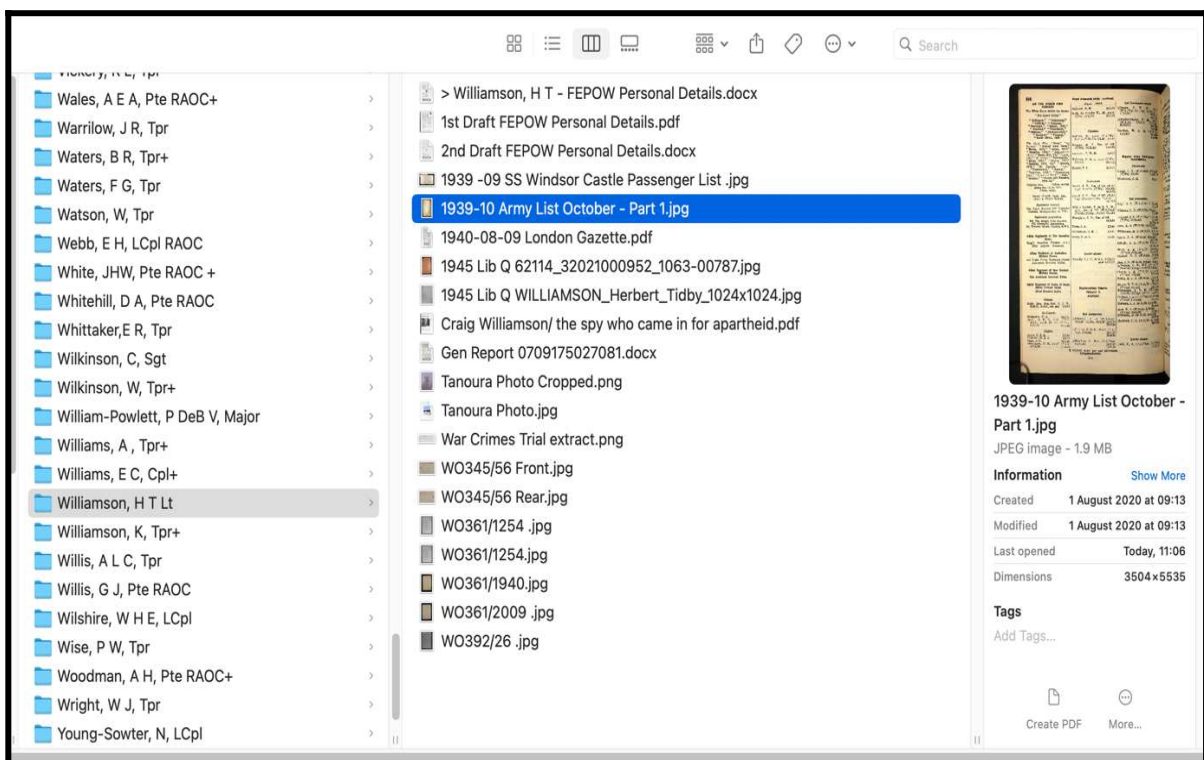 Search
Wales, A E A, Pte RAOC+
Warrilow, J R, Tpr
Waters, B R, Tpr+
Waters, F G, Tpr
Watson, W, Tpr
Webb, E H, LCpl RAOC
White, JHW, Pte RAOC +
Whitehill, D A, Pte RAOC
Whittaker,E R, Tpr
Wilkinson, C, Sgt
Wilkinson, W, Tpr+
William-Powlett, P DeB V, Major
Williams, A , Tpr+
Williams, E C, Cpl+
Williamson, H T Lt
Williamson, K, Tpr+
Willis, A L C, Tpr
Willis, G J, Pte RAOC
Wilshire, W H E, LCpl
Wise, P W, Tpr
Woodman, A H, Pte RAOC+
Wright, W J, Tpr
Young-Sowter, N, LCpl
> Williamson, H T - FEPOW Personal Details.docx
1st Draft FEPOW Personal Details.pdf
2nd Draft FEPOW Personal Details.docx
1939 -09 SS Windsor Castle Passenger List .jpg
1939-10 Army List October - Part 1.jpg
1940-08-09 London Gazette.pdf
1945 Lib Q 62114_32021000952_1063-00787.jpg
1945 Lib Q WILLIAMSON_Herbert_Tidby_1024x1024.jpg
Craig Williamson/ the spy who came in for apartheid.pdf
Gen Report 0709175027081.docx
Tanoura Photo Cropped.png
Tanoura Photo.jpg
War Crimes Trial extract.png
WO345/56 Front.jpg
WO345/56 Rear.jpg
WO361/1254 .jpg
WO361/1254.jpg
WO361/1940.jpg
WO361/2009 .jpg
WO392/26 .jpg
1939-10 Army List October -
Part 1.jpg
JPEG image - 1.9 MB
Information Show More
Created 1 August 2020 at 09:13
Modified 1 August 2020 at 09:13
Last opened Today, 11:06
Dimensions 3504×5535
Tags
Add Tags...
Create PDF More...